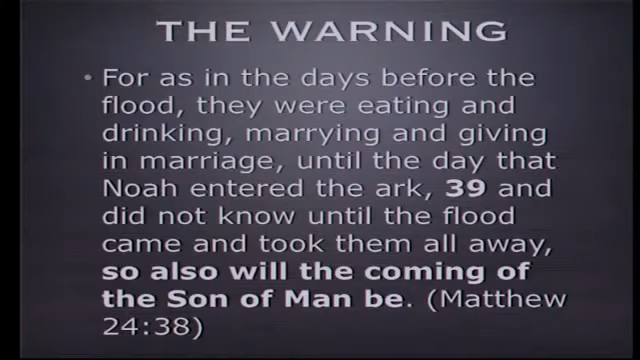 THE WARNING
• For as in the days before the
flood, they were eating and
drinking, marrying and giving
in marriage, until the day that
Noah entered the ark, 39 and
did not know until the flood
came and took them all away,
so also will the coming of
the Son of Man be. (Matthew
24:38)